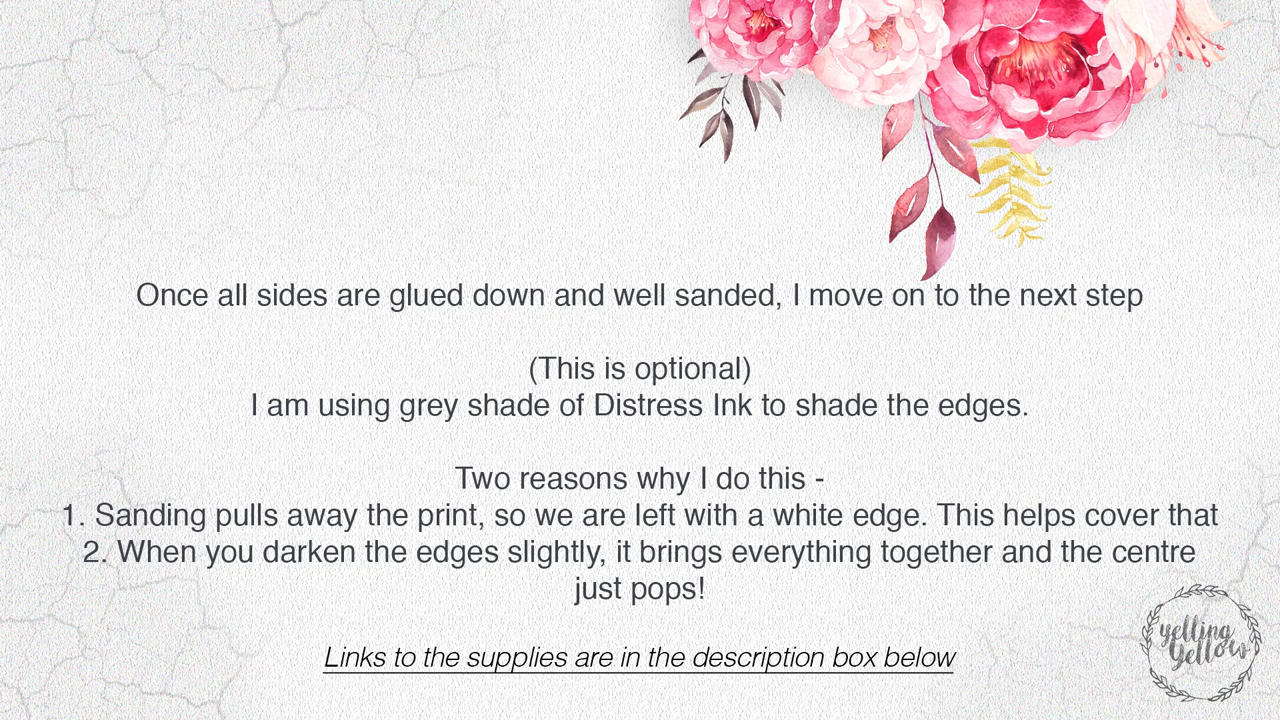 Once all sides are glued down and well sanded, I move on to the next step
(This is optional)
I am using grey shade of Distress Ink to shade the edges.
Two reasons why I do this -
1. Sanding pulls away the print, so we are left with a white edge. This helps cover that
2. When you darken the edges slightly, it brings everything together and the centre
just pops!
Links to the supplies are in the description box below
yelling
yellow